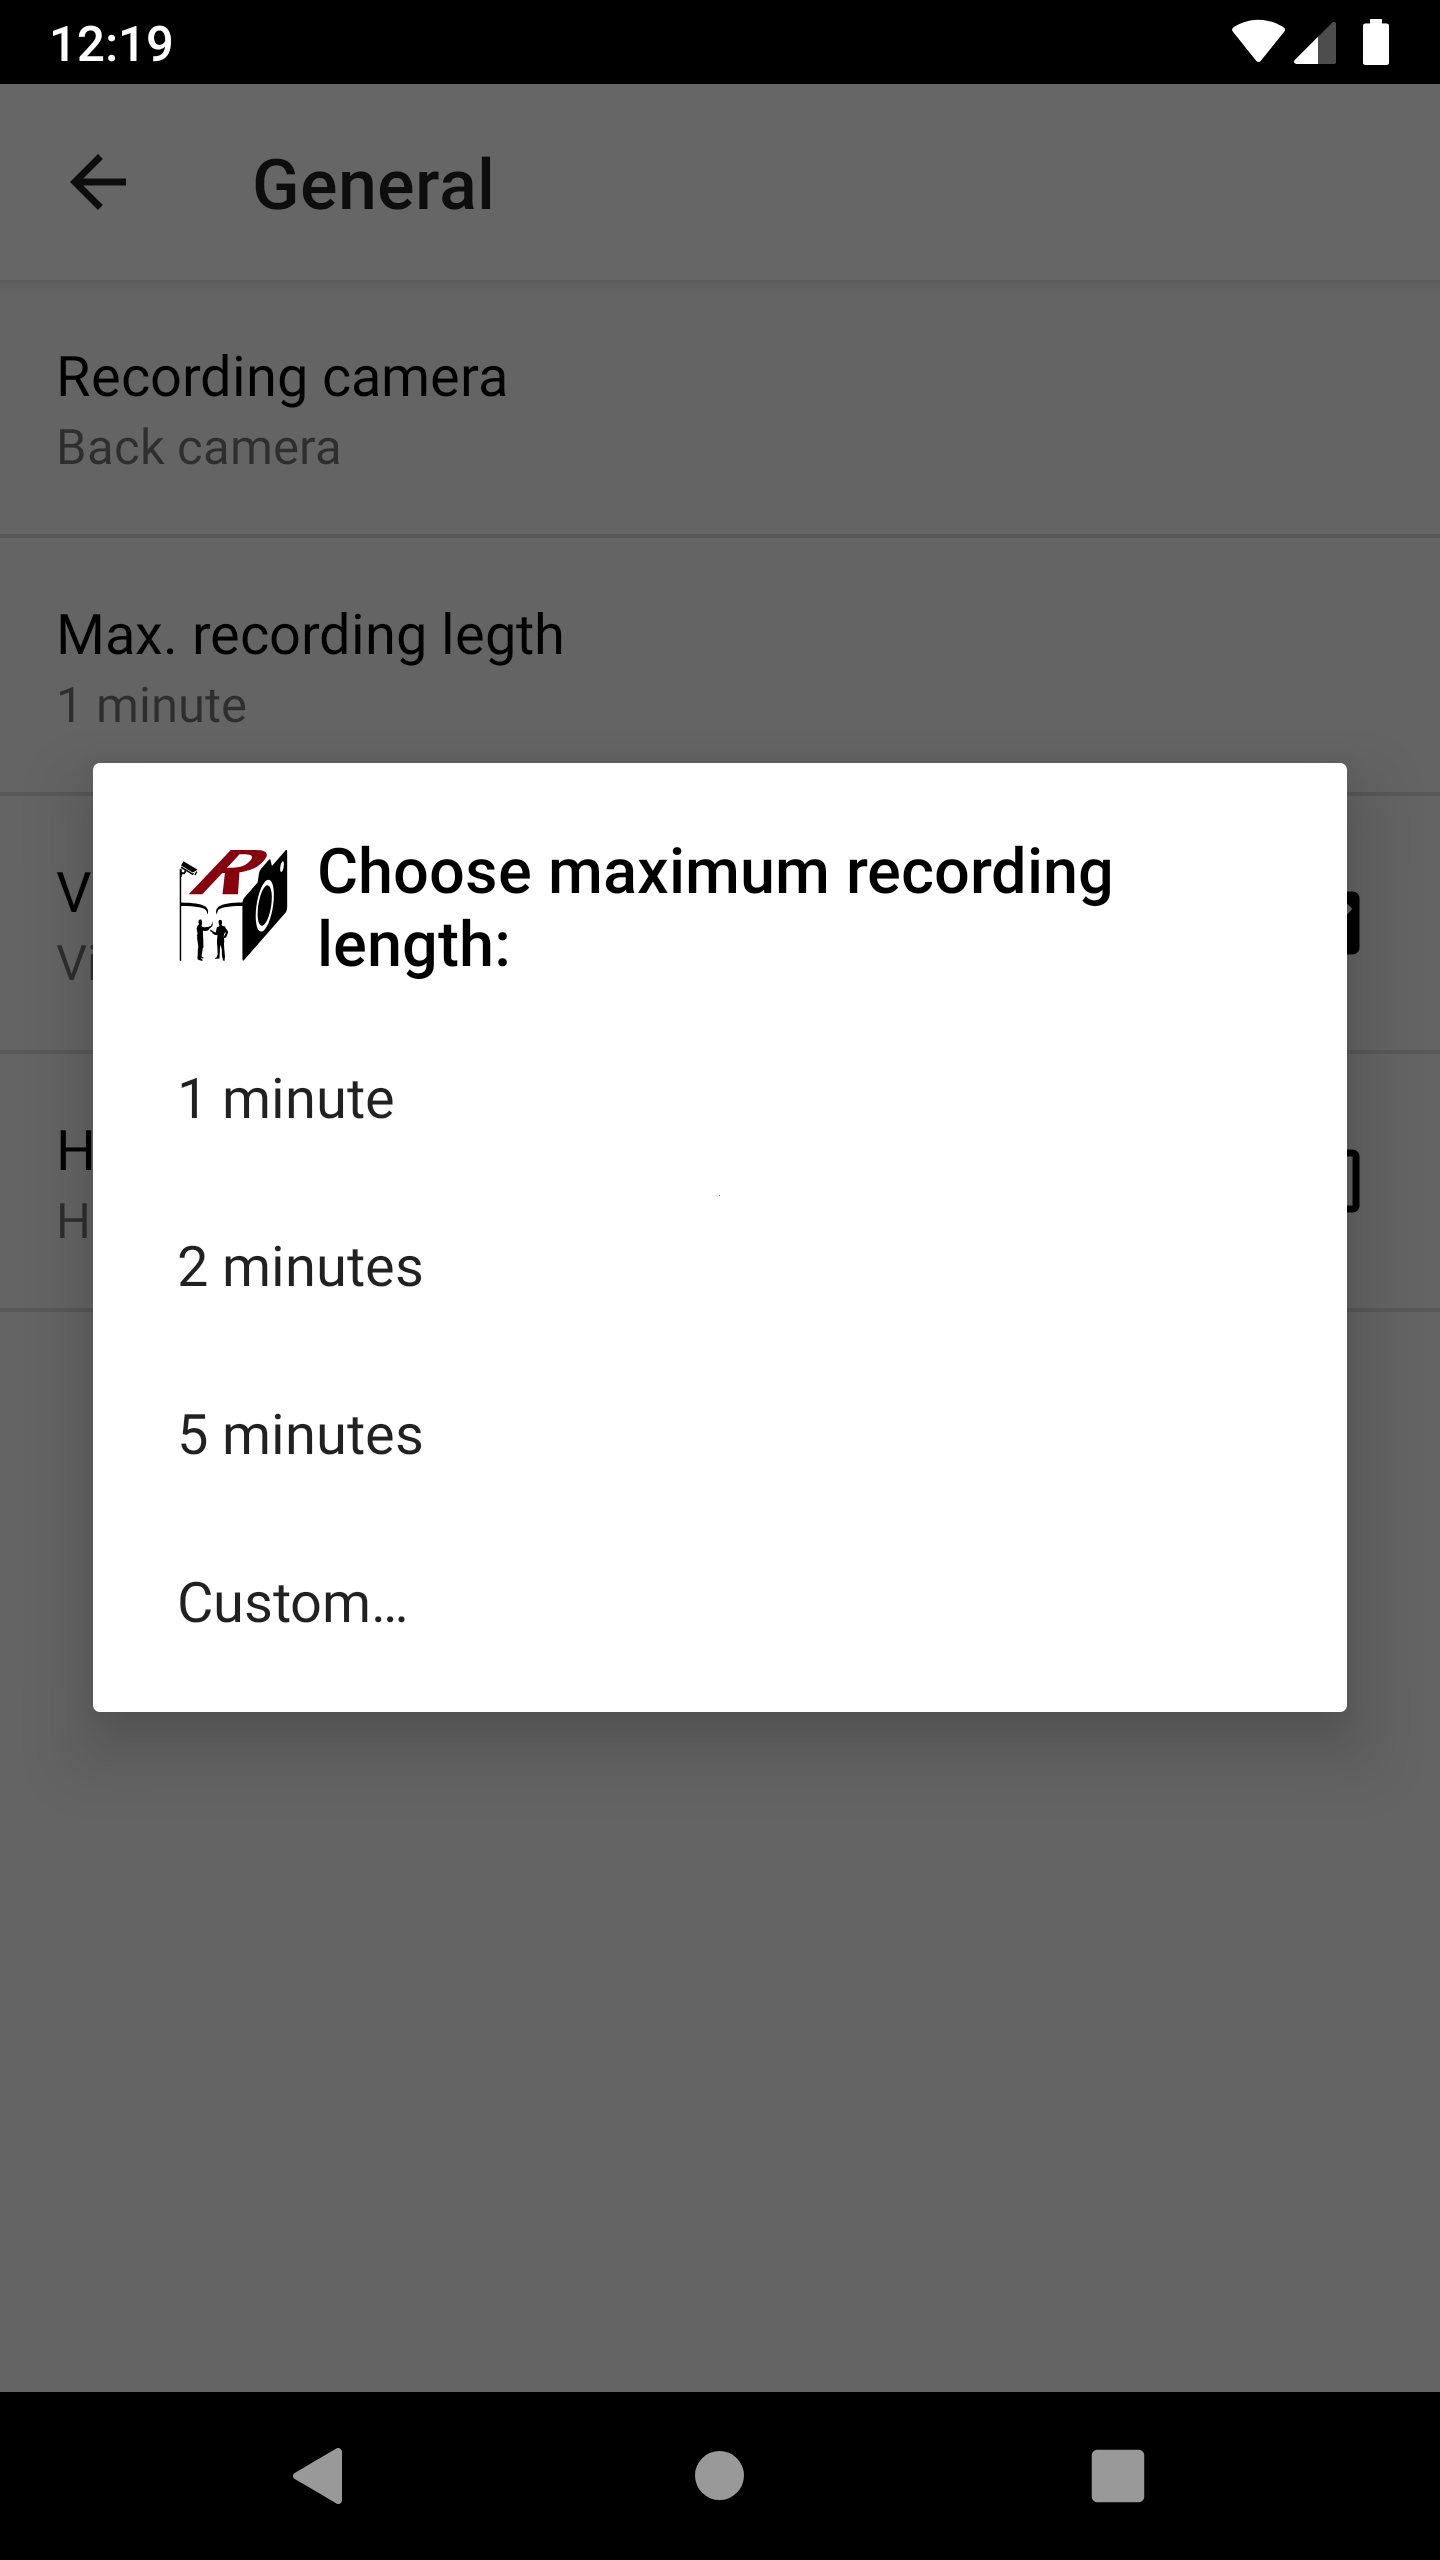 12:19
General
Recording camera
Back camera
Max. recording legth
1 minute
Choose maximum recording
length:
1 minute
2 minutes
5 minutes
Custom...